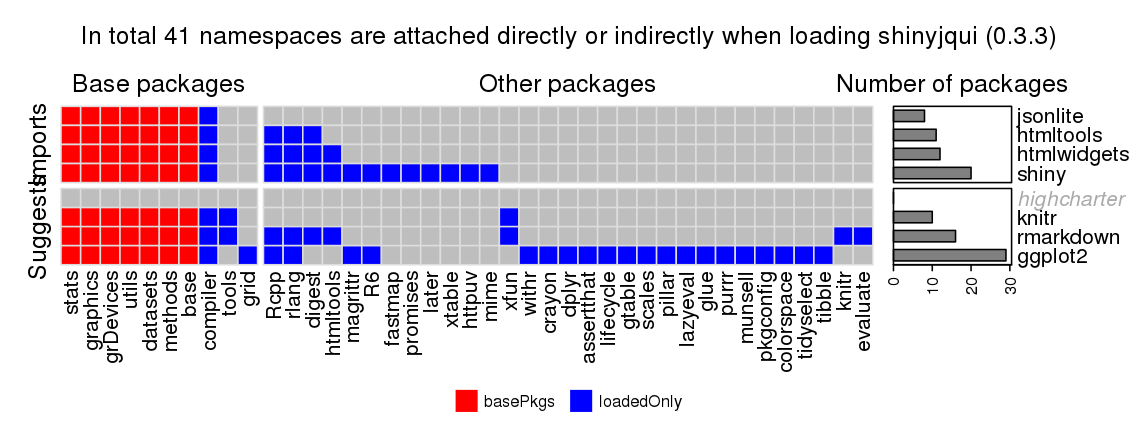 In total 41 namespaces are attached directly or indirectly when loading shinyjqui (0.3.3)
Base packages
Other packages
Number of packages
Imports
jsonlite
htmltools
htmlwidgets
shiny
Suggests
highcharter
knitr
rmarkdown
ggplot2
stats
graphics
grDevices
utils
datasets
methods
base
compiler
tools
grid
Rcpp
rlang
digest
htmltools
magrittr
R6
fastmap
promises
later
xtable
httpuv
mime
xfun
withr
crayon
dplyr
assertthat
lifecycle
gtable
scales
pillar
lazyeval
glue
purrr
munsell
pkgconfig
colorspace
tidyselect
tibble
knitr
evaluate
0
10
20
30
basePkgs
loadedOnly